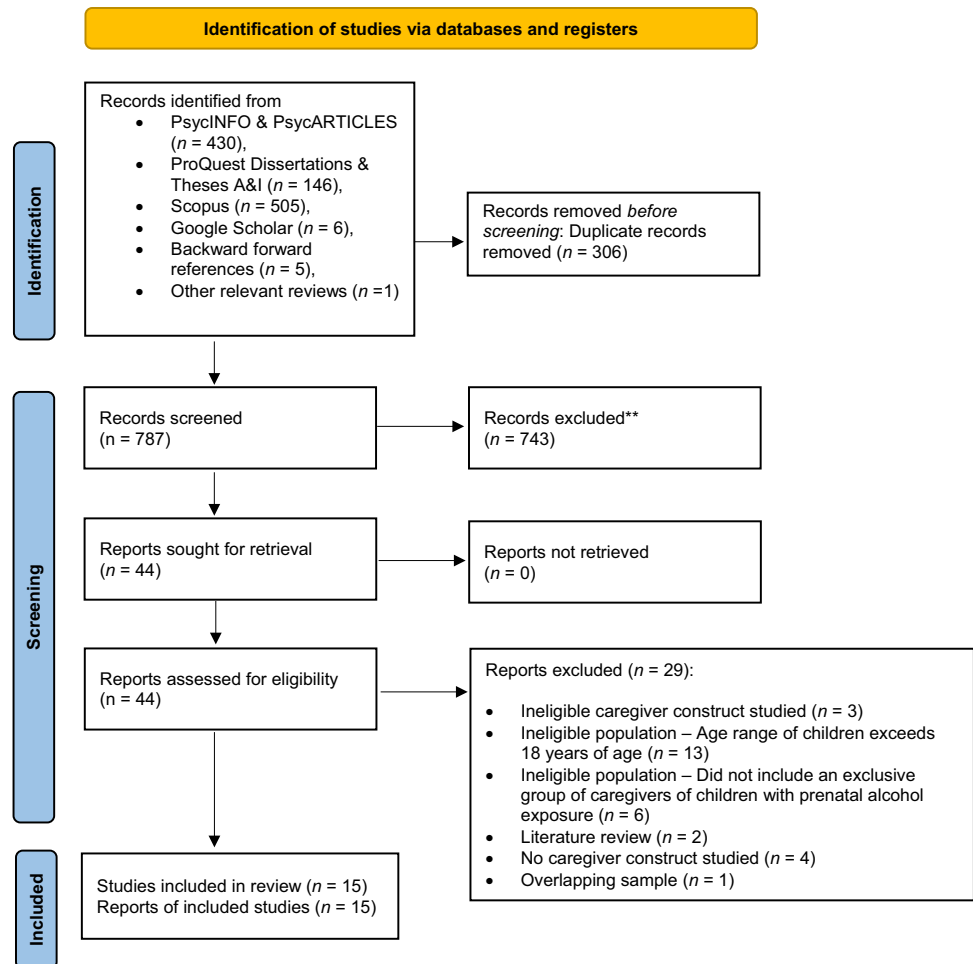 Identification of studies via databases and registers
Identification
Records identified from
• PsycINFO & PsycARTICLES
(n = 430),
• ProQuest Dissertations &
Theses A&I (n = 146),
• Scopus (n = 505),
• Google Scholar (n = 6),
• Backward forward
references (n = 5),
• Other relevant reviews (n =1)
Records removed before
screening: Duplicate records
removed (n = 306)
Screening
Records screened
(n = 787)
Records excluded**
(n = 743)
Reports sought for retrieval
(n = 44)
Reports not retrieved
(n = 0)
Reports assessed for eligibility
(n = 44)
Reports excluded (n = 29):
• Ineligible caregiver construct studied (n = 3)
• Ineligible population – Age range of children exceeds
18 years of age (n = 13)
• Ineligible population – Did not include an exclusive
group of caregivers of children with prenatal alcohol
exposure (n = 6)
• Literature review (n = 2)
• No caregiver construct studied (n = 4)
• Overlapping sample (n = 1)
Included
Studies included in review (n = 15)
Reports of included studies (n = 15)